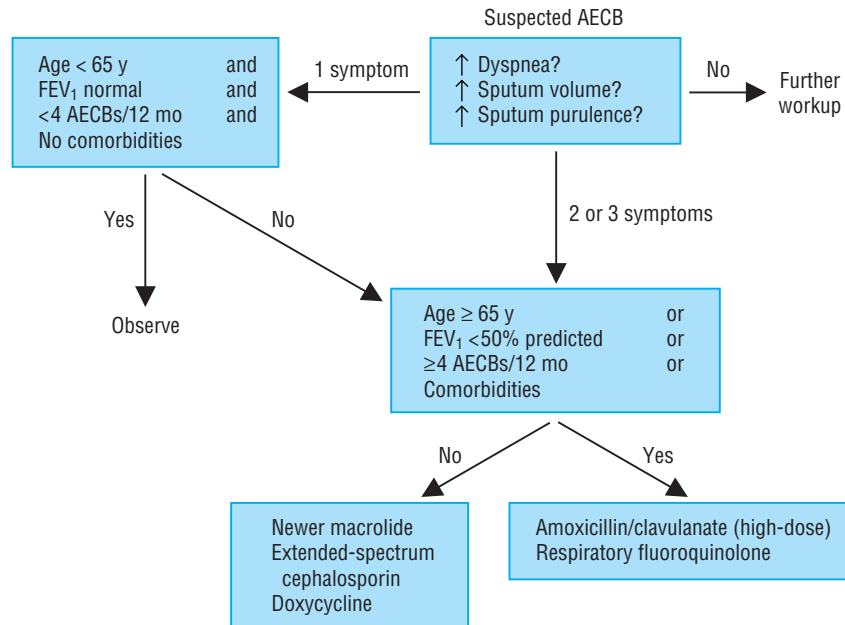 Suspected AECB
Age < 65 y and
FEV₁ normal and
<4 AECBs/12 mo and
No comorbidities
1 symptom
↑ Dyspnea?
↑ Sputum volume?
↑ Sputum purulence?
No
Further
workup
Yes
No
2 or 3 symptoms
Observe
Age ≥ 65 y or
FEV₁ <50% predicted or
≥4 AECBs/12 mo or
Comorbidities
No
Yes
Newer macrolide
Extended-spectrum
cephalosporin
Doxycycline
Amoxicillin/clavulanate (high-dose)
Respiratory fluoroquinolone